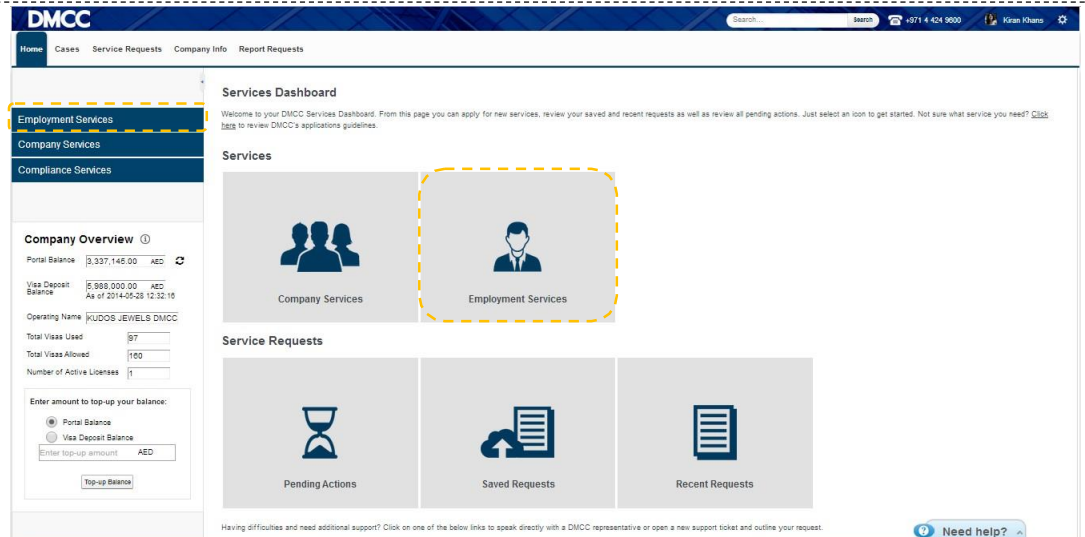 DMCC
Search...
Search
+971 4 424 9600
Kiran Khans
Home Cases Service Requests Company Info Report Requests
Employment Services
Company Services
Compliance Services
Services Dashboard
Welcome to your DMCC Services Dashboard. From this page you can apply for new services, review your saved and recent requests as well as review all pending actions. Just select an icon to get started. Not sure what service you need? Click
here to review DMCC's applications guidelines.
Services
Company Services
Employment Services
Company Overview
Portal Balance 3,337,145.00 AED
Visa Deposit
Balance
5,988,000.00 AED
As of 2014-05-28 12:32:16
Operating Name KUDOS JEWELS DMCC
Total Visas Used 97
Total Visas Allowed 160
Number of Active Licenses 1
Enter amount to top-up your balance:
Portal Balance
Visa Deposit Balance
Enter top-up amount AED
Top-up Balance
Service Requests
Pending Actions
Saved Requests
Recent Requests
Having difficulties and need additional support? Click on one of the below links to speak directly with a DMCC representative or open a new support ticket and outline your request.
? Need help?